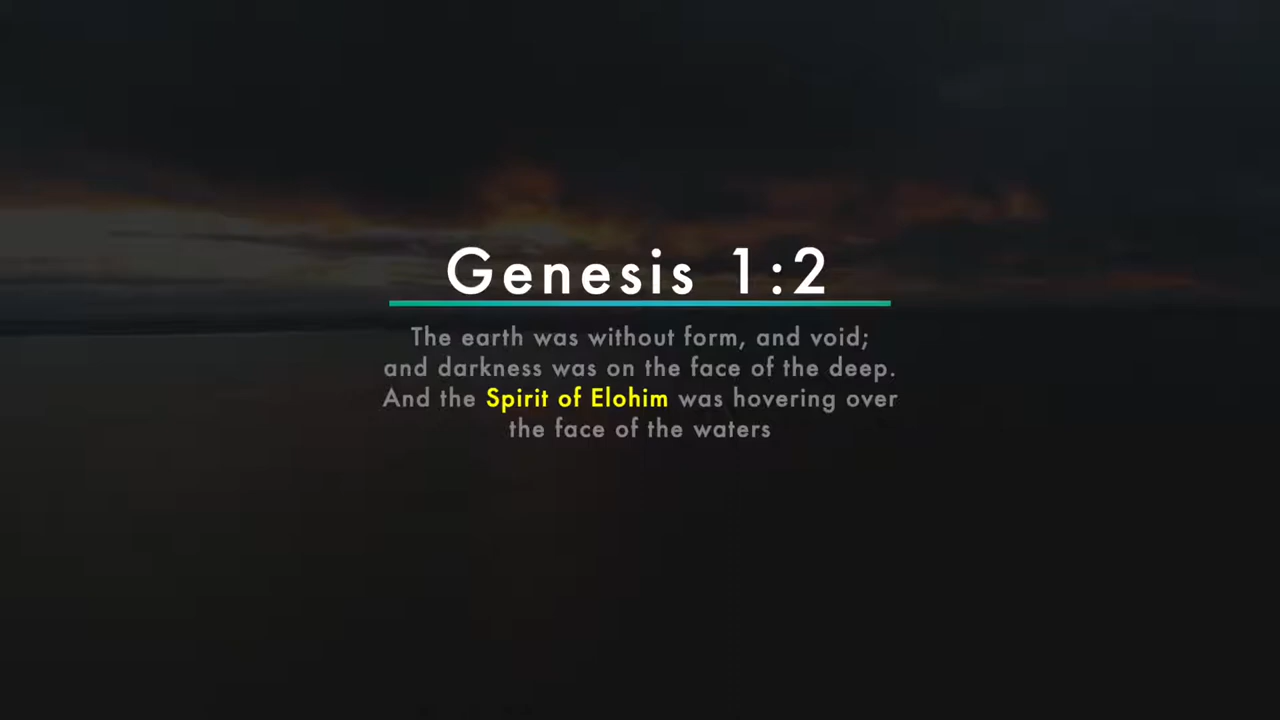 Genesis 1:2
The earth was without form, and void;
and darkness was on the face of the deep.
And the Spirit of Elohim was hovering over
the face of the waters